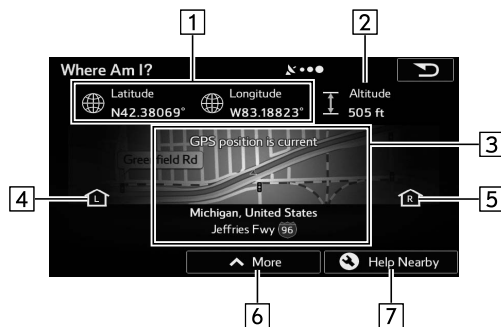 1
2
Where Am I?
Latitude
N42.38069°
Longitude
W83.18823°
Altitude
505 ft
3
GPS position is current
Greenfield Rd
4
L
R
5
Michigan, United States
Jeffries Fwy 96
More
Help Nearby
6
7